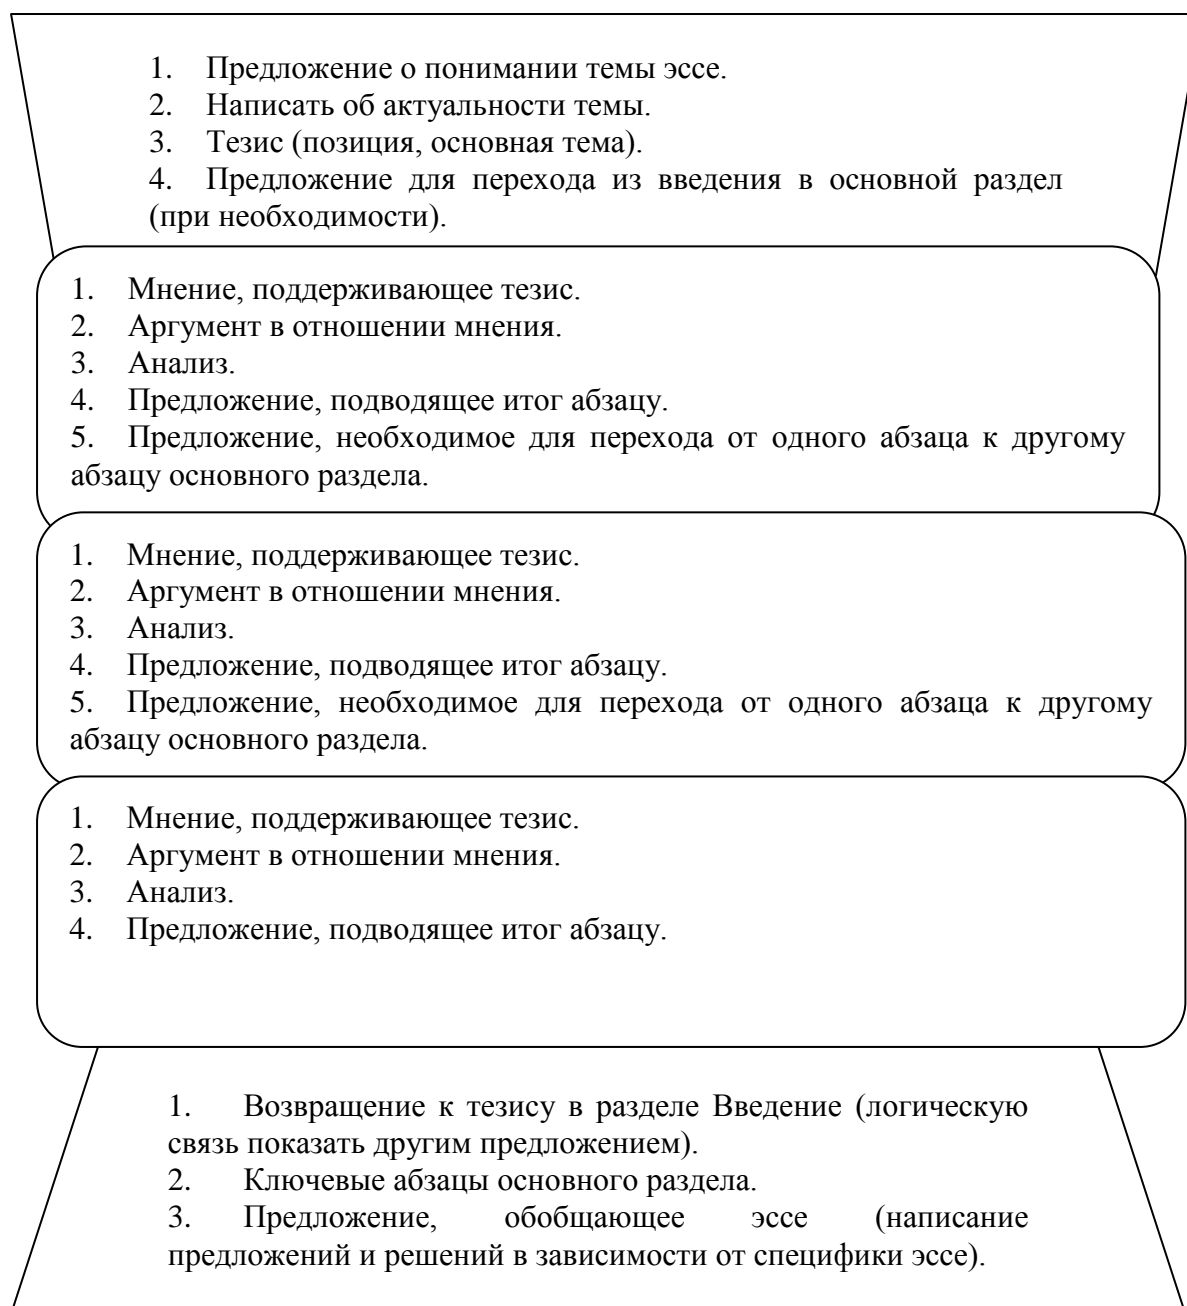 1. Предложение о понимании темы эссе.
2. Написать об актуальности темы.
3. Тезис (позиция, основная тема).
4. Предложение для перехода из введения в основной раздел
(при необходимости).
1. Мнение, поддерживающее тезис.
2. Аргумент в отношении мнения.
3. Анализ.
4. Предложение, подводящее итог абзацу.
5. Предложение, необходимое для перехода от одного абзаца к другому
абзацу основного раздела.
1. Мнение, поддерживающее тезис.
2. Аргумент в отношении мнения.
3. Анализ.
4. Предложение, подводящее итог абзацу.
5. Предложение, необходимое для перехода от одного абзаца к другому
абзацу основного раздела.
1. Мнение, поддерживающее тезис.
2. Аргумент в отношении мнения.
3. Анализ.
4. Предложение, подводящее итог абзацу.
1. Возвращение к тезису в разделе Введение (логическую
связь показать другим предложением).
2. Ключевые абзацы основного раздела.
3. Предложение, обобщающее эссе (написание
предложений и решений в зависимости от специфики эссе).